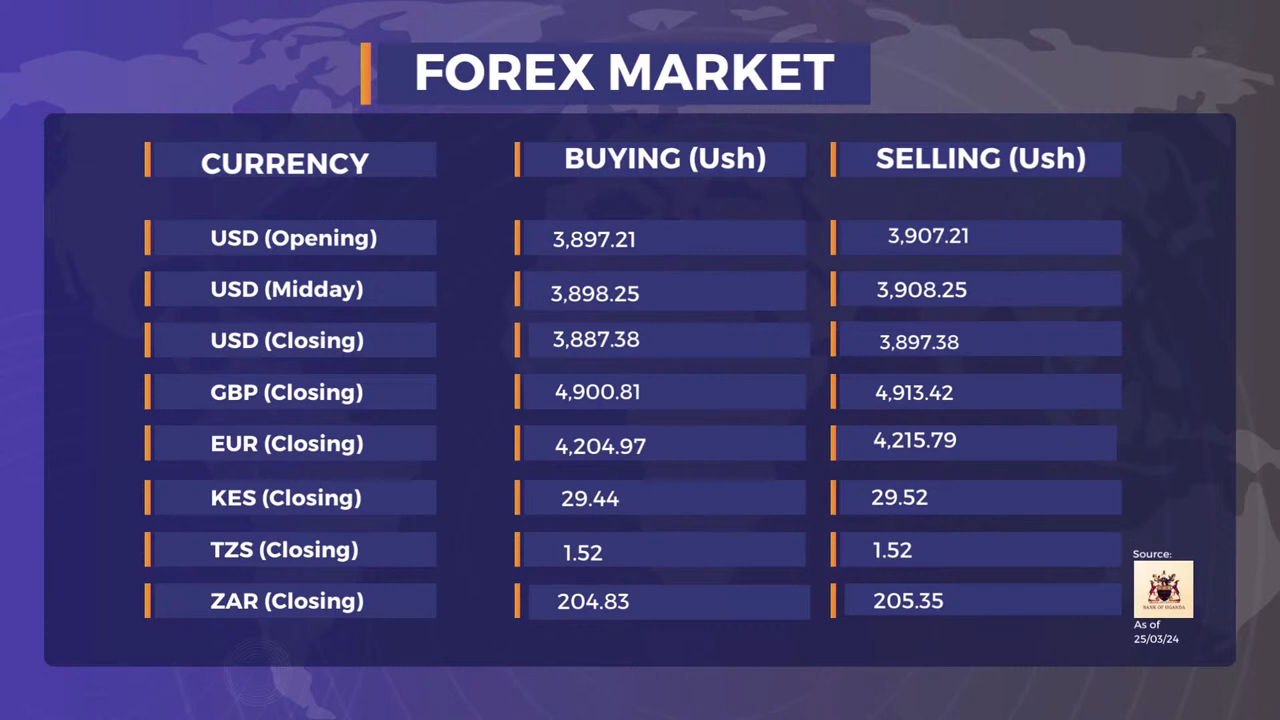 FOREX MARKET
CURRENCY BUYING (Ush) SELLING (Ush)
USD (Opening) 3,897.21 3,907.21
USD (Midday) 3,898.25 3,908.25
USD (Closing) 3,887.38 3,897.38
GBP (Closing) 4,900.81 4,913.42
EUR (Closing) 4,204.97 4,215.79
KES (Closing) 29.44 29.52
TZS (Closing) 1.52 1.52
ZAR (Closing) 204.83 205.35
Source:
BANK OF UGANDA
As of
25/03/24